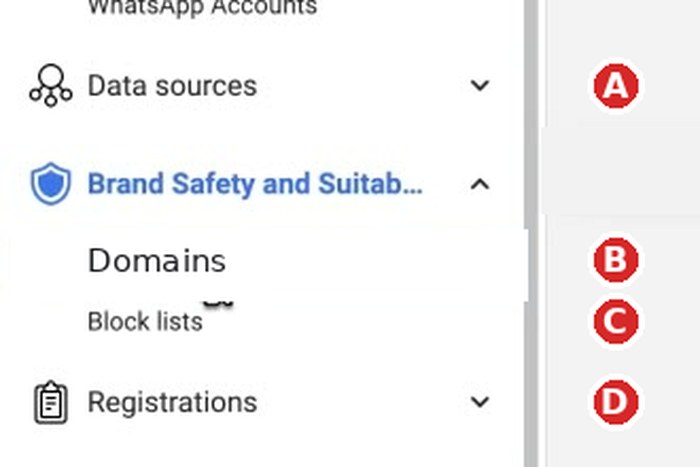 WhatsApp Accounts
Data sources A
Brand Safety and Suitab...
Domains B
Block lists C
Registrations D